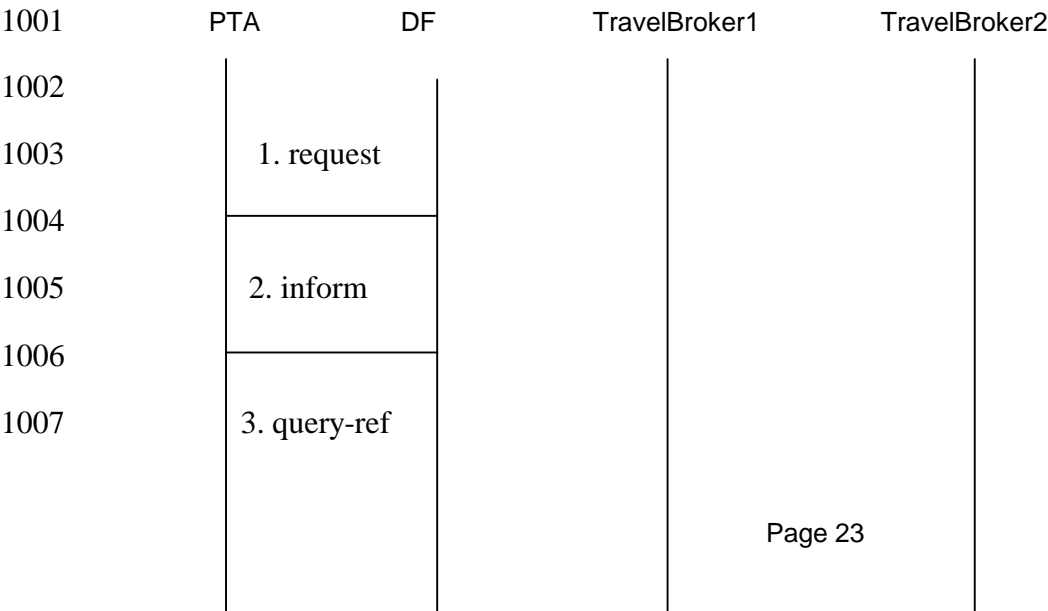 1001 PTA DF TravelBroker1 TravelBroker2
1002
1003 1. request
1004
1005 2. inform
1006
1007 3. query-ref
Page 23